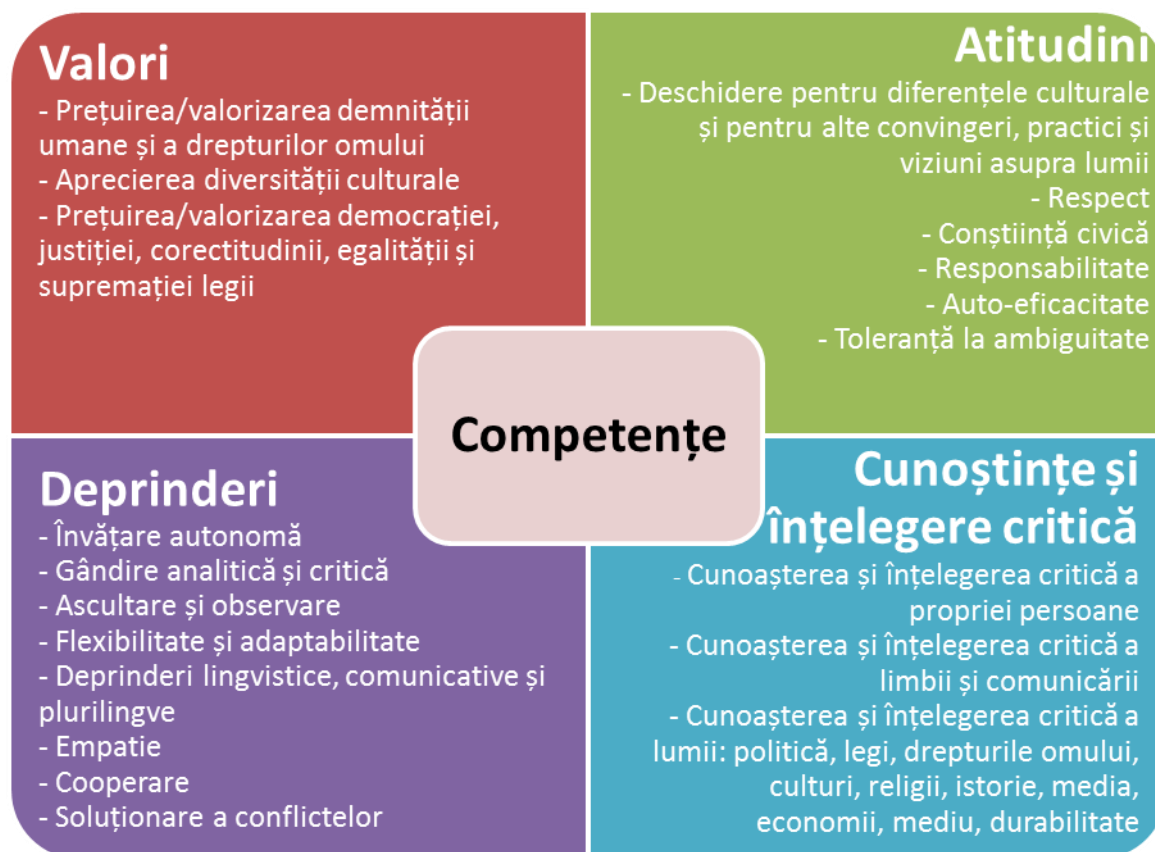 Valori
- Prețuirea/valorizarea demnității
umane și a drepturilor omului
- Aprecierea diversității culturale
- Prețuirea/valorizarea democrației,
justiției, corectitudinii, egalității și
supremației legii
Atitudini
- Deschidere pentru diferențele culturale
și pentru alte convingeri, practici și
viziuni asupra lumii
- Respect
- Conștiință civică
- Responsabilitate
- Auto-eficacitate
- Toleranță la ambiguitate
Competențe
Deprinderi
- Învățare autonomă
- Gândire analitică și critică
- Ascultare și observare
- Flexibilitate și adaptabilitate
- Deprinderi lingvistice, comunicative și
plurilingve
- Empatie
- Cooperare
- Soluționare a conflictelor
Cunoștințe și
înțelegere critică
- Cunoașterea și înțelegerea critică a
propriei persoane
- Cunoașterea și înțelegerea critică a
limbii și comunicării
- Cunoașterea și înțelegerea critică a
lumii: politică, legi, drepturile omului,
culturi, religii, istorie, media,
economii, mediu, durabilitate